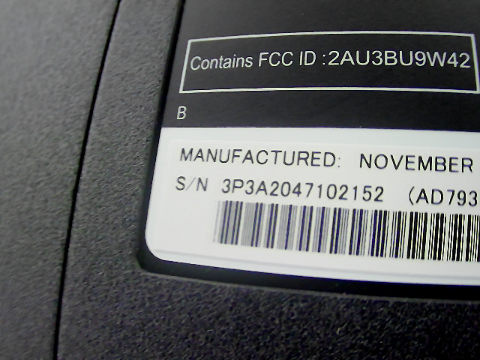 Contains FCC ID :2AU3BU9W42
B
MANUFACTURED: NOVEMBER
S/N 3P3A2047102152 (AD793